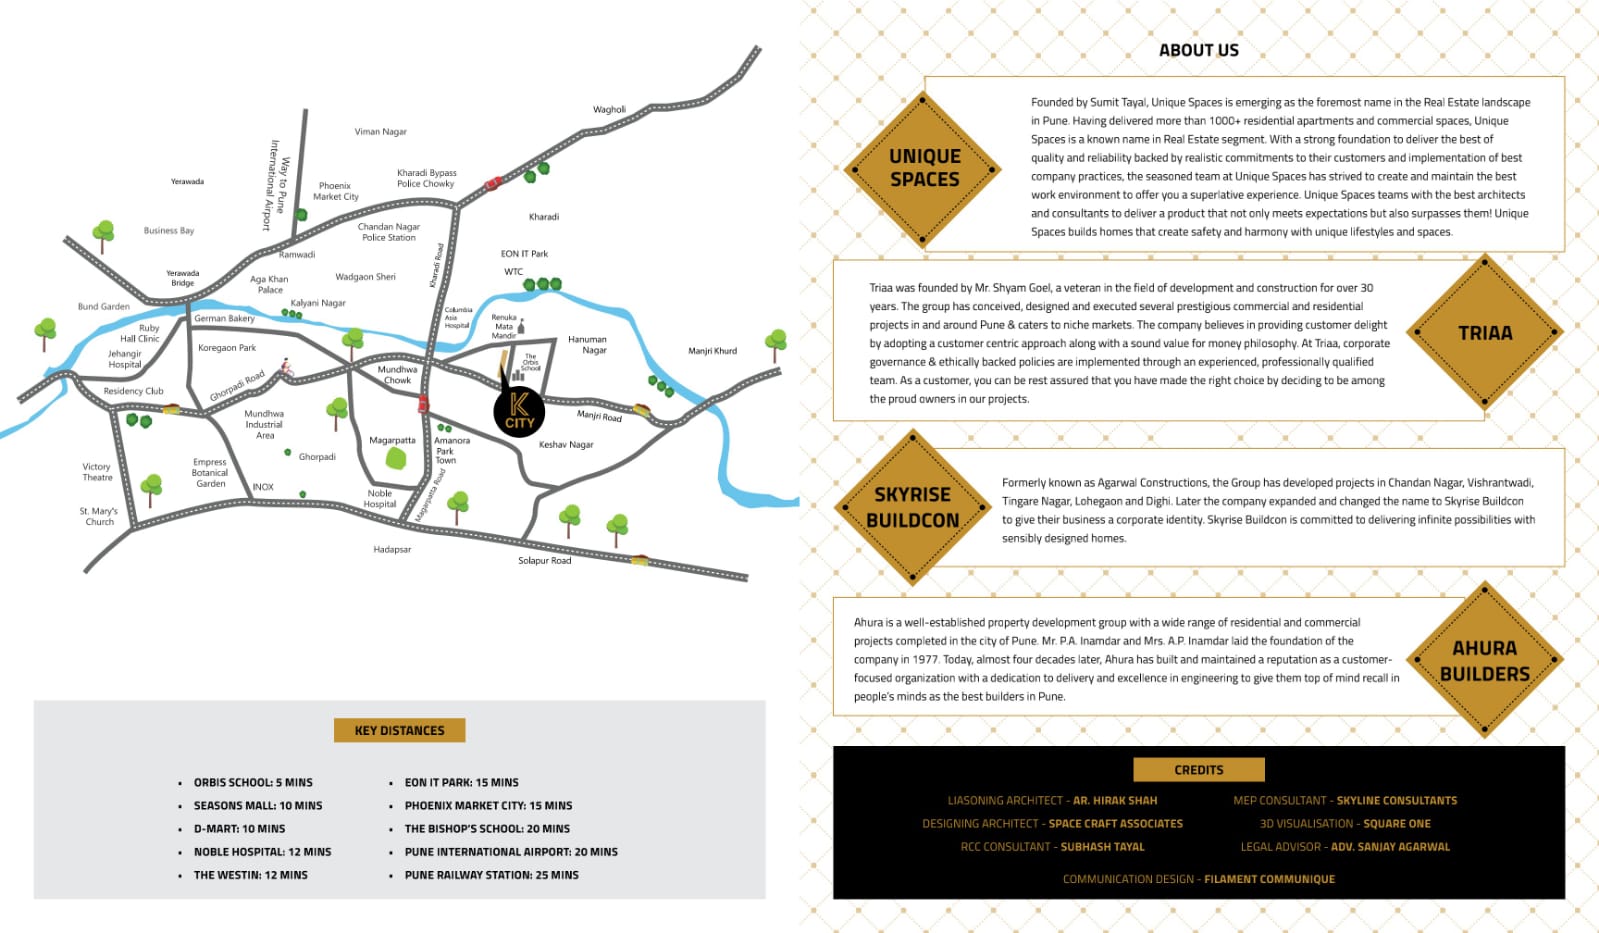 Wagholi
Viman Nagar
Way to Pune
International Airport
Kharadi Bypass
Police Chowky
Yerawada
Phoenix
Market City
Kharadi
Business Bay
Chandan Nagar
Police Station
Ramwadi
Kharadi Road
EON IT Park
WTC
Yerawada
Bridge
Aga Khan
Palace
Wadgaon Sheri
Bund Garden
Kalyani Nagar
German Bakery
Columbia
Asia
Hospital
Renuka
Mata
Mandir
Ruby
Hall Clinic
Koregaon Park
Hanuman
Nagar
Manjri Khurd
Jehangir
Hospital
The
Orbis
School
Mundhwa
Chowk
Residency Club
Ghorpadi Road
K
CITY
Manjri Road
Mundhwa
Industrial
Area
Magarpatta
Amanora
Park
Town
Keshav Nagar
Ghorpadi
Victory
Theatre
Empress
Botanical
Garden
INOX
Noble
Hospital
Magarpatta Road
St. Mary's
Church
Hadapsar
Solapur Road
KEY DISTANCES
• ORBIS SCHOOL: 5 MINS
• SEASONS MALL: 10 MINS
• D-MART: 10 MINS
• NOBLE HOSPITAL: 12 MINS
• THE WESTIN: 12 MINS
• EON IT PARK: 15 MINS
• PHOENIX MARKET CITY: 15 MINS
• THE BISHOP'S SCHOOL: 20 MINS
• PUNE INTERNATIONAL AIRPORT: 20 MINS
• PUNE RAILWAY STATION: 25 MINS
ABOUT US
UNIQUE
SPACES
Founded by Sumit Tayal, Unique Spaces is emerging as the foremost name in the Real Estate landscape
in Pune. Having delivered more than 1000+ residential apartments and commercial spaces, Unique
Spaces is a known name in Real Estate segment. With a strong foundation to deliver the best of
quality and reliability backed by realistic commitments to their customers and implementation of best
company practices, the seasoned team at Unique Spaces has strived to create and maintain the best
work environment to offer you a superlative experience. Unique Spaces teams with the best architects
and consultants to deliver a product that not only meets expectations but also surpasses them! Unique
Spaces builds homes that create safety and harmony with unique lifestyles and spaces.
Triaa was founded by Mr. Shyam Goel, a veteran in the field of development and construction for over 30
years. The group has conceived, designed and executed several prestigious commercial and residential
projects in and around Pune & caters to niche markets. The company believes in providing customer delight
by adopting a customer centric approach along with a sound value for money philosophy. At Triaa, corporate
governance & ethically backed policies are implemented through an experienced, professionally qualified
team. As a customer, you can be rest assured that you have made the right choice by deciding to be among
the proud owners in our projects.
TRIAA
SKYRISE
BUILDCON
Formerly known as Agarwal Constructions, the Group has developed projects in Chandan Nagar, Vishrantwadi,
Tingare Nagar, Lohegaon and Dighi. Later the company expanded and changed the name to Skyrise Buildcon
to give their business a corporate identity. Skyrise Buildcon is committed to delivering infinite possibilities with
sensibly designed homes.
Ahura is a well-established property development group with a wide range of residential and commercial
projects completed in the city of Pune. Mr. P.A. Inamdar and Mrs. A.P. Inamdar laid the foundation of the
company in 1977. Today, almost four decades later, Ahura has built and maintained a reputation as a customer-
focused organization with a dedication to delivery and excellence in engineering to give them top of mind recall in
people's minds as the best builders in Pune.
AHURA
BUILDERS
CREDITS
LIASONING ARCHITECT - AR. HIRAK SHAH
DESIGNING ARCHITECT - SPACE CRAFT ASSOCIATES
RCC CONSULTANT - SUBHASH TAYAL
MEP CONSULTANT - SKYLINE CONSULTANTS
3D VISUALISATION - SQUARE ONE
LEGAL ADVISOR - ADV. SANJAY AGARWAL
COMMUNICATION DESIGN - FILAMENT COMMUNIQUE